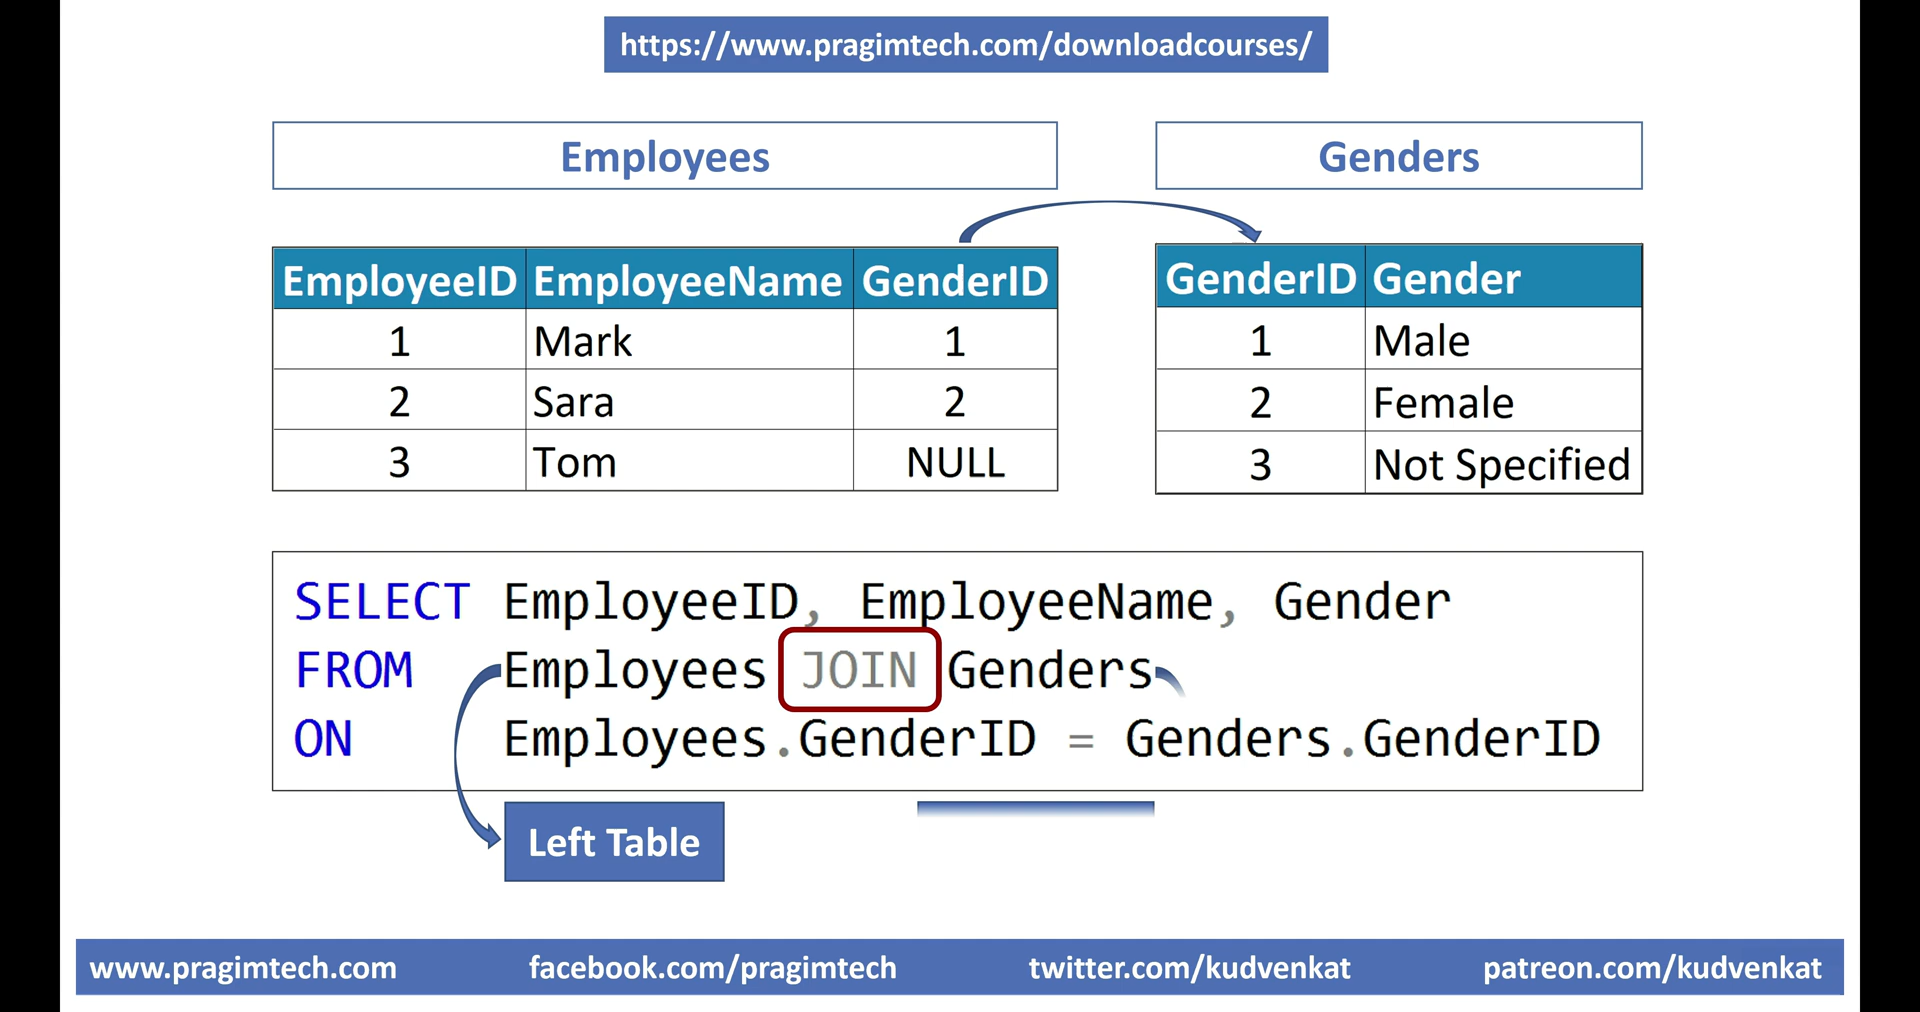 https://www.pragimtech.com/downloadcourses/
Employees
Genders
EmployeeID EmployeeName GenderID
1 Mark 1
2 Sara 2
3 Tom NULL
GenderID Gender
1 Male
2 Female
3 Not Specified
SELECT EmployeeID, EmployeeName, Gender
FROM Employees JOIN Genders
ON Employees.GenderID = Genders.GenderID
Left Table
www.pragimtech.com facebook.com/pragimtech twitter.com/kudvenkat patreon.com/kudvenkat